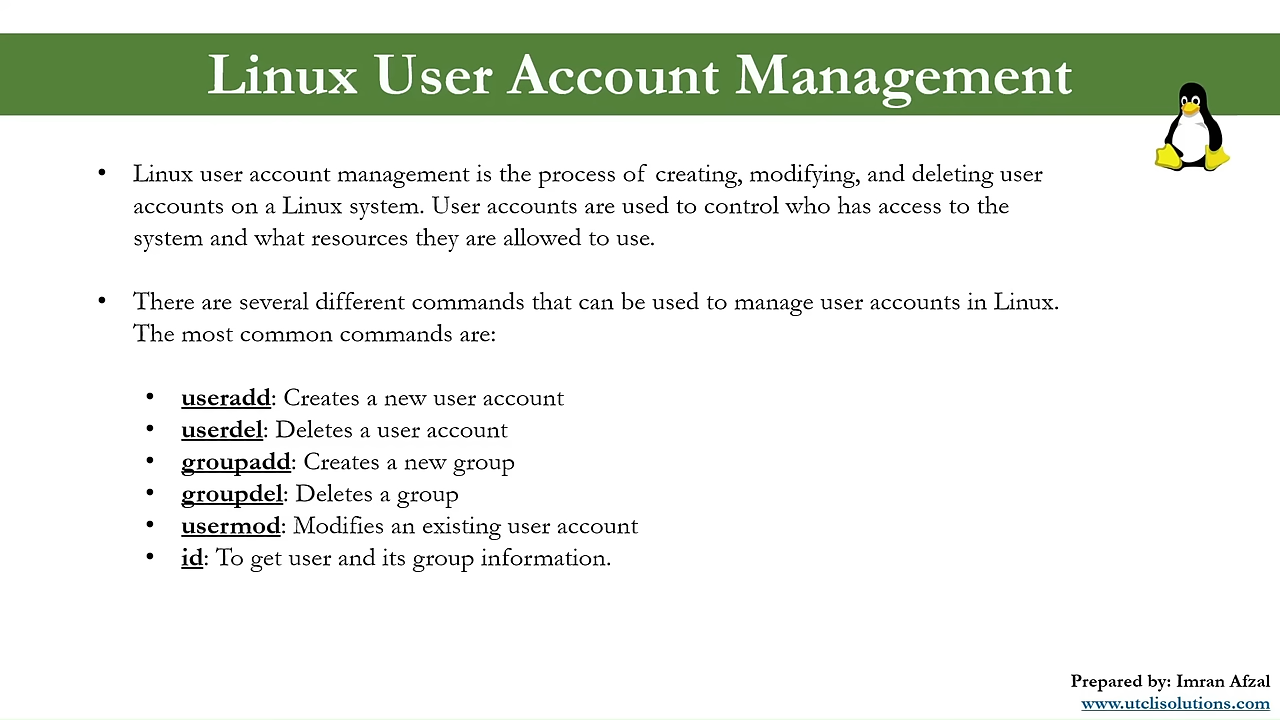 Linux User Account Management
• Linux user account management is the process of creating, modifying, and deleting user
accounts on a Linux system. User accounts are used to control who has access to the
system and what resources they are allowed to use.
• There are several different commands that can be used to manage user accounts in Linux.
The most common commands are:
• useradd: Creates a new user account
• userdel: Deletes a user account
• groupadd: Creates a new group
• groupdel: Deletes a group
• usermod: Modifies an existing user account
• id: To get user and its group information.
Prepared by: Imran Afzal
www.utclisolutions.com